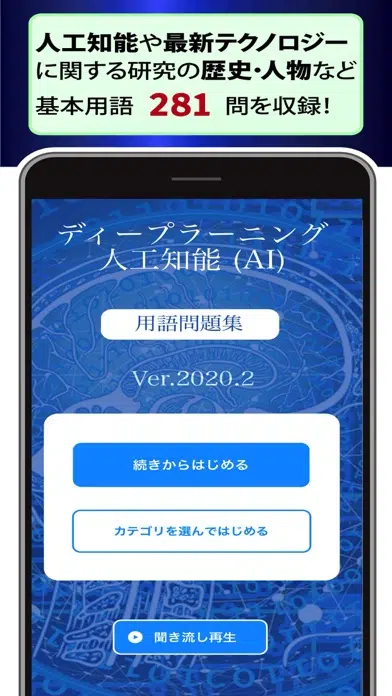 人工知能や最新テクノロジー
に関する研究の歴史・人物など
基本用語 281 問を収録!
ディープラーニング
人工知能 (AI)
用語問題集
Ver.2020.2
続きからはじめる
カテゴリを選んではじめる
聞き流し再生